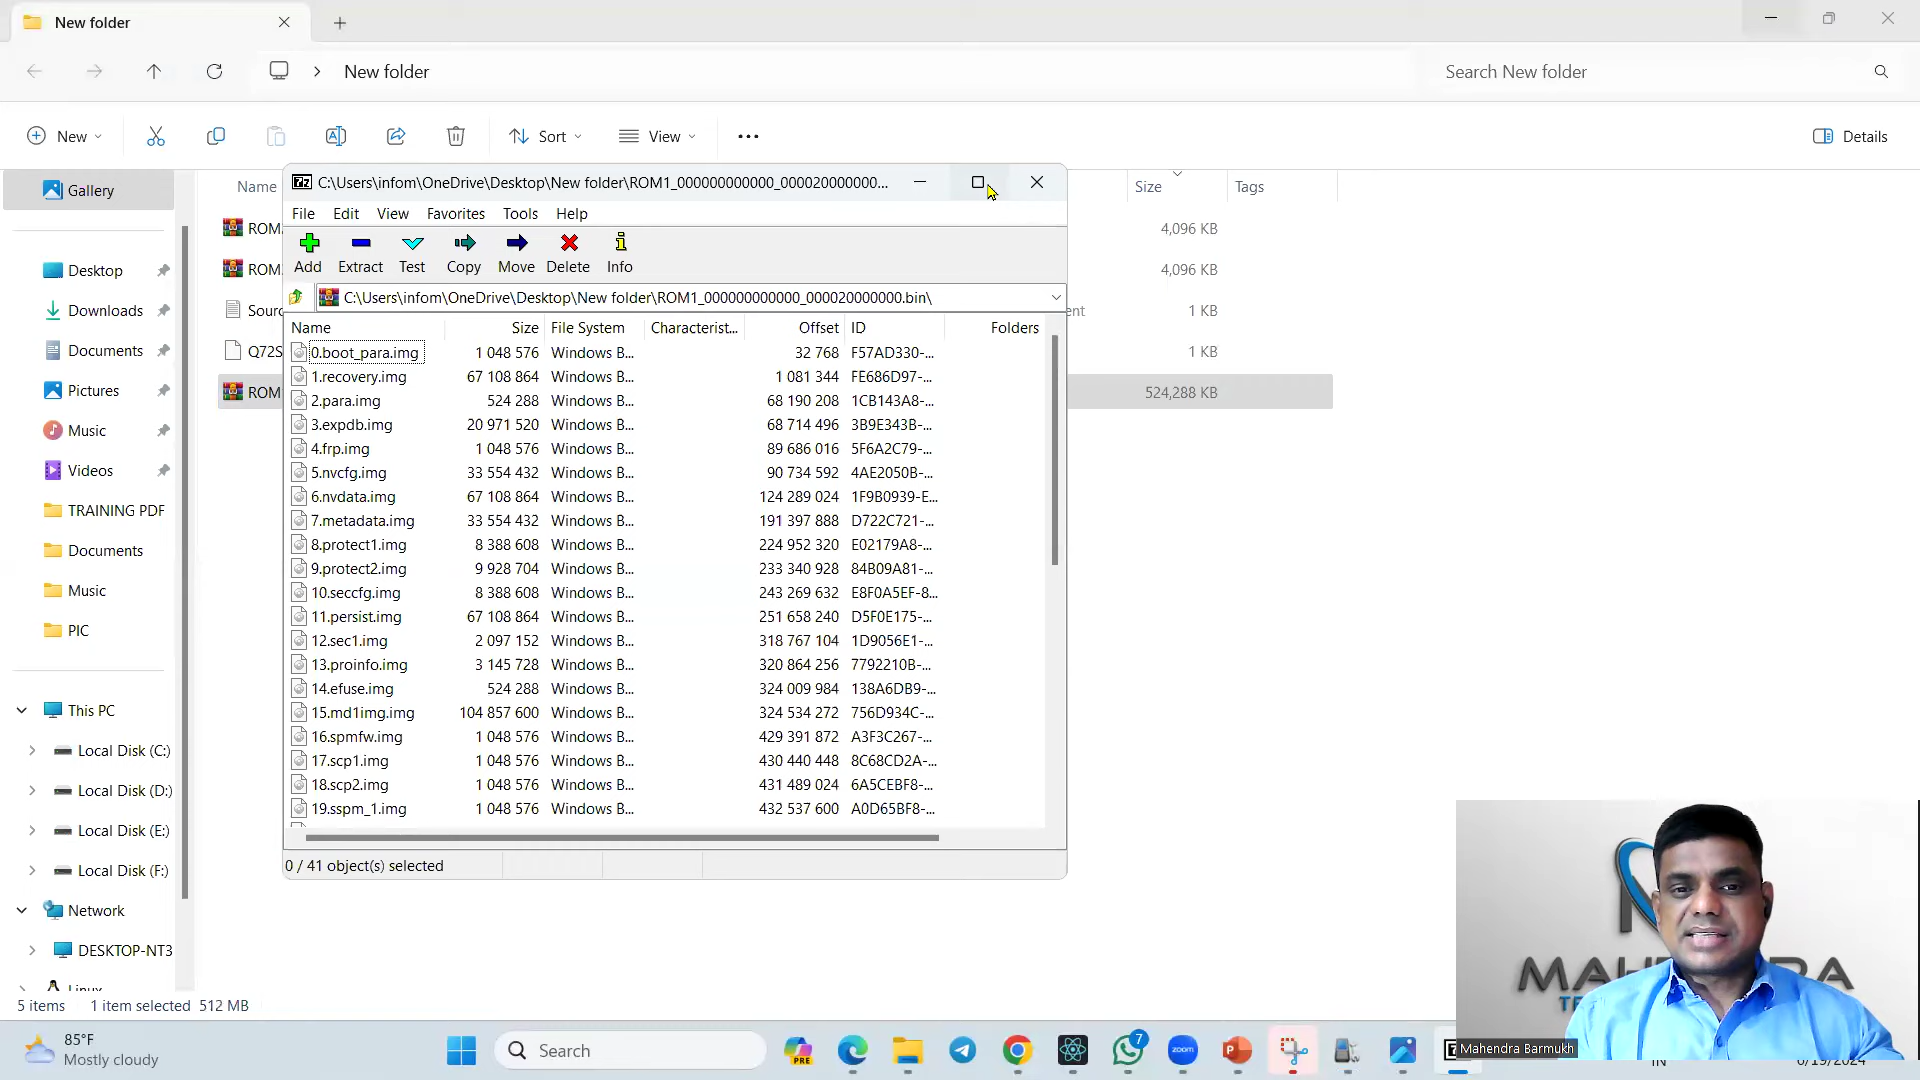 New folder
New folder
Search New folder
New
Sort
View
Details
Gallery
Desktop
Downloads
Documents
Pictures
Music
Videos
TRAINING PDF
Documents
Music
PIC
This PC
Local Disk (C:)
Local Disk (D:)
Local Disk (E:)
Local Disk (F:)
Network
DESKTOP-NT3
Linux
Name
Size
Tags
ROM
4,096 KB
ROM
4,096 KB
Sour
ent
1 KB
Q72S
1 KB
ROM
524,288 KB
C:\Users\infom\OneDrive\Desktop\New folder\ROM1_000000000000_000020000000...
File Edit View Favorites Tools Help
Add Extract Test Copy Move Delete Info
C:\Users\infom\OneDrive\Desktop\New folder\ROM1_000000000000_000020000000.bin\
Name Size File System Characterist... Offset ID Folders
0.boot_para.img 1 048 576 Windows B... 32 768 F57AD330-...
1.recovery.img 67 108 864 Windows B... 1 081 344 FE686D97-...
2.para.img 524 288 Windows B... 68 190 208 1CB143A8-...
3.expdb.img 20 971 520 Windows B... 68 714 496 3B9E343B-...
4.frp.img 1 048 576 Windows B... 89 686 016 5F6A2C79-...
5.nvcfg.img 33 554 432 Windows B... 90 734 592 4AE2050B-...
6.nvdata.img 67 108 864 Windows B... 124 289 024 1F9B0939-E...
7.metadata.img 33 554 432 Windows B... 191 397 888 D722C721-...
8.protect1.img 8 388 608 Windows B... 224 952 320 E02179A8-...
9.protect2.img 9 928 704 Windows B... 233 340 928 84B09A81-...
10.seccfg.img 8 388 608 Windows B... 243 269 632 E8F0A5EF-8...
11.persist.img 67 108 864 Windows B... 251 658 240 D5F0E175-...
12.sec1.img 2 097 152 Windows B... 318 767 104 1D9056E1-...
13.proinfo.img 3 145 728 Windows B... 320 864 256 7792210B-...
14.efuse.img 524 288 Windows B... 324 009 984 138A6DB9-...
15.md1img.img 104 857 600 Windows B... 324 534 272 756D934C-...
16.spmfw.img 1 048 576 Windows B... 429 391 872 A3F3C267-...
17.scp1.img 1 048 576 Windows B... 430 440 448 8C68CD2A-...
18.scp2.img 1 048 576 Windows B... 431 489 024 6A5CEBF8-...
19.sspm_1.img 1 048 576 Windows B... 432 537 600 A0D65BF8-...
0 / 41 object(s) selected
5 items 1 item selected 512 MB
Mahendra Barmukh
85°F
Mostly cloudy
Search
PRE
7
zoom
IN
6/19/2024